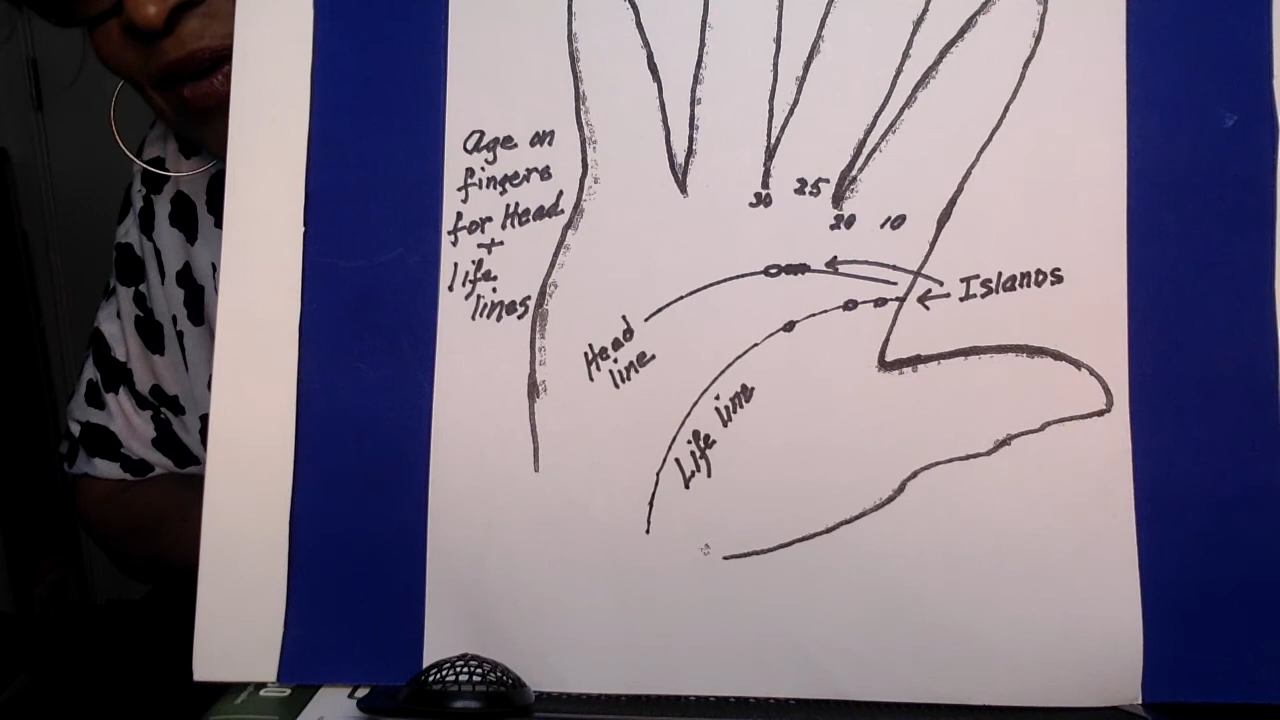 Age on
fingers
for Head
+
life
lines
30 25
20 10
Islands
Head
line
Life line